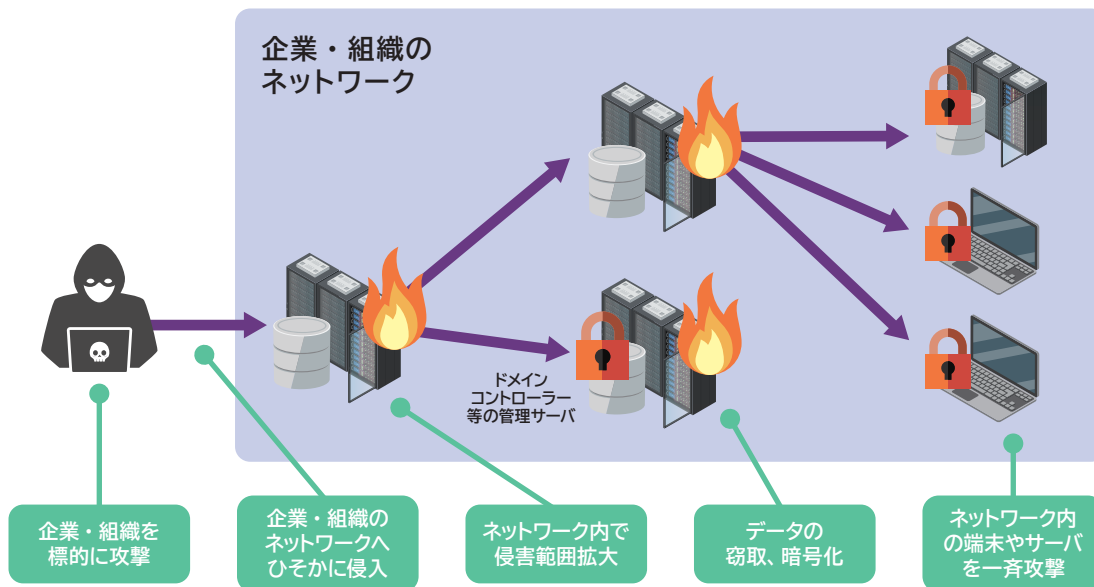 企業・組織の
ネットワーク
ドメイン
コントローラー
等の管理サーバ
企業・組織を
標的に攻撃
企業・組織の
ネットワークへ
ひそかに侵入
ネットワーク内で
侵害範囲拡大
データの
窃取、暗号化
ネットワーク内
の端末やサーバ
を一斉攻撃